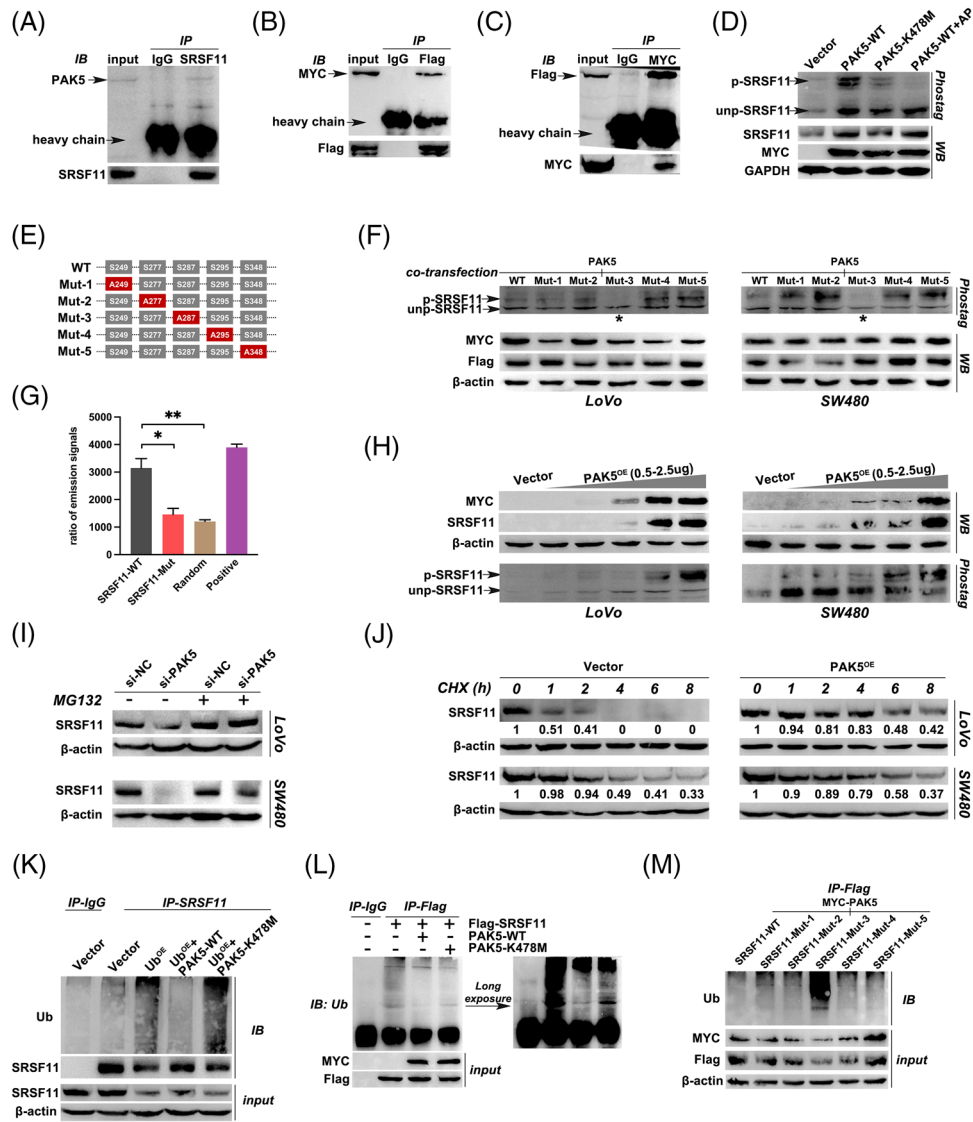 (A)
IP
IB input IgG SRSF11
PAK5
heavy chain
SRSF11
(B)
IP
IB input IgG Flag
MYC
heavy chain
Flag
(C)
IP
IB input IgG MYC
Flag
heavy chain
MYC
(D)
Vector PAK5-WT PAK5-K478M PAK5-WT+AP
p-SRSF11
unp-SRSF11
Phostag
SRSF11
MYC
GAPDH
WB
(E)
WT S249 S277 S287 S295 S348
Mut-1 A249 S277 S287 S295 S348
Mut-2 S249 A277 S287 S295 S348
Mut-3 S249 S277 A287 S295 S348
Mut-4 S249 S277 S287 A295 S348
Mut-5 S249 S277 S287 S295 A348
(F)
PAK5 PAK5
co-transfection WT Mut-1 Mut-2 Mut-3 Mut-4 Mut-5 WT Mut-1 Mut-2 Mut-3 Mut-4 Mut-5
p-SRSF11
unp-SRSF11
* *
Phostag
MYC
Flag
β-actin
WB
LoVo SW480
(G)
ratio of emission signals
5000
4000
3000
2000
1000
0
**
*
SRSF11-WT SRSF11-Mut Random Positive
(H)
Vector PAK5OE (0.5-2.5ug) Vector PAK5OE (0.5-2.5ug)
MYC
SRSF11
β-actin
WB
p-SRSF11
unp-SRSF11
Phostag
LoVo SW480
(I)
si-NC si-PAK5 si-NC si-PAK5
MG132 - - + +
SRSF11
β-actin
LoVo
SRSF11
β-actin
SW480
(J)
Vector PAK5OE
CHX (h) 0 1 2 4 6 8 0 1 2 4 6 8
SRSF11
1 0.51 0.41 0 0 0 1 0.94 0.81 0.83 0.48 0.42
β-actin
LoVo
SRSF11
1 0.98 0.94 0.49 0.41 0.33 1 0.9 0.89 0.79 0.58 0.37
β-actin
SW480
(K)
IP-IgG IP-SRSF11
Vector Vector UbOE UbOE+ PAK5-WT UbOE+ PAK5-K478M
Ub
SRSF11
IB
SRSF11
β-actin
input
(L)
IP-IgG IP-Flag
- + + + Flag-SRSF11
- - + - PAK5-WT
- - - + PAK5-K478M
IB: Ub
Long
exposure
MYC
Flag
input
(M)
IP-Flag
MYC-PAK5
SRSF11-WT SRSF11-Mut-1 SRSF11-Mut-2 SRSF11-Mut-3 SRSF11-Mut-4 SRSF11-Mut-5
Ub
IB
MYC
Flag
β-actin
input